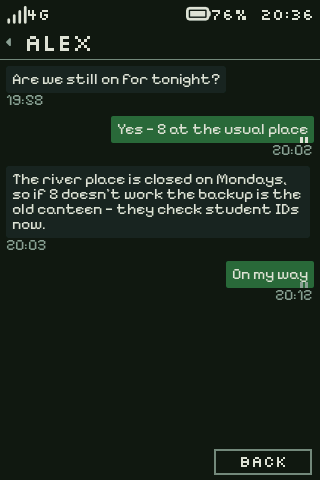 4G 76% 20:36
ALEX
Are we still on for tonight?
19:58
Yes - 8 at the usual place
20:02
The river place is closed on Mondays,
so if 8 doesn't work the backup is the
old canteen - they check student IDs
now.
20:03
On my way
20:12
BACK